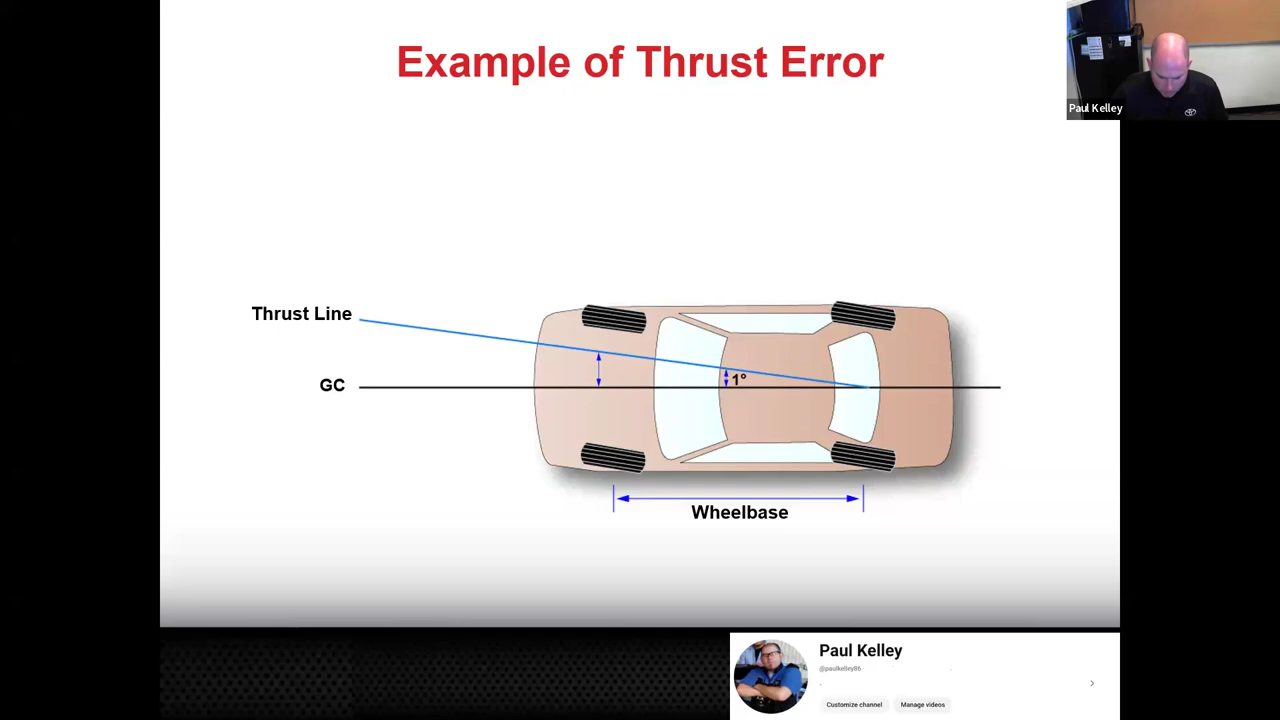 Example of Thrust Error
Paul Kelley
Thrust Line
GC
1°
Wheelbase
Paul Kelley
@paulkelley86
Customize channel
Manage videos